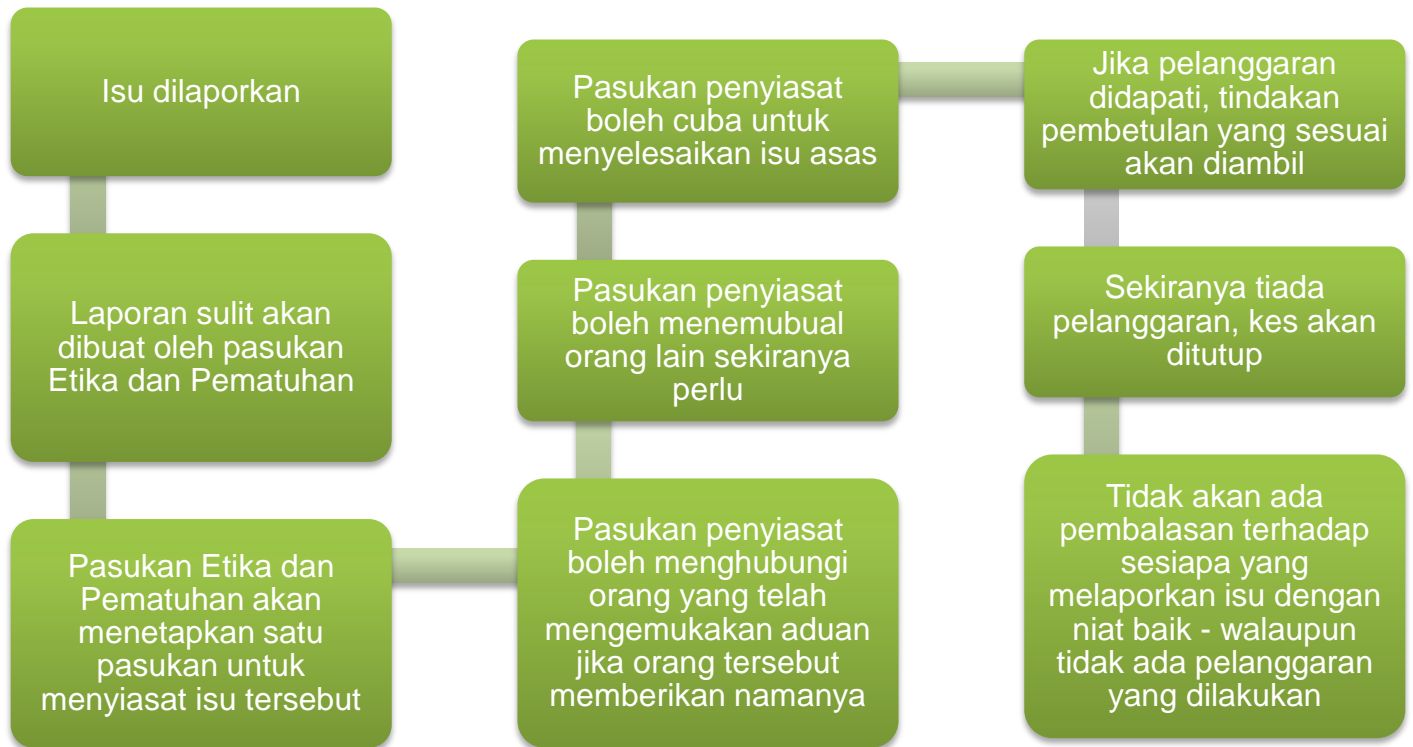 Isu dilaporkan
Laporan sulit akan
dibuat oleh pasukan
Etika dan Pematuhan
Pasukan Etika dan
Pematuhan akan
menetapkan satu
pasukan untuk
menyiasat isu tersebut
Pasukan penyiasat
boleh menghubungi
orang yang telah
mengemukakan aduan
jika orang tersebut
memberikan namanya
Pasukan penyiasat
boleh menemubual
orang lain sekiranya
perlu
Pasukan penyiasat
boleh cuba untuk
menyelesaikan isu asas
Jika pelanggaran
didapati, tindakan
pembetulan yang sesuai
akan diambil
Sekiranya tiada
pelanggaran, kes akan
ditutup
Tidak akan ada
pembalasan terhadap
sesiapa yang
melaporkan isu dengan
niat baik - walaupun
tidak ada pelanggaran
yang dilakukan